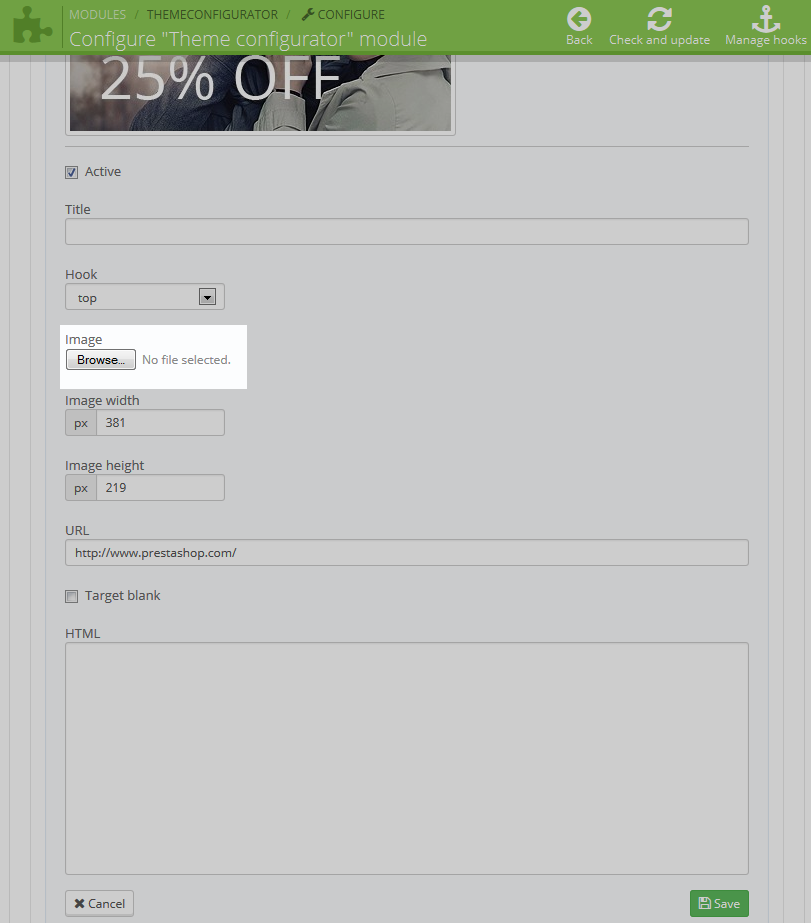 MODULES / THEMECONFIGURATOR / CONFIGURE
Configure "Theme configurator" module
Back
Check and update
Manage hooks
25% OFF
Active
Title
Hook
top
Image
Browse... No file selected.
Image width
px 381
Image height
px 219
URL
http://www.prestashop.com/
Target blank
HTML
Cancel
Save